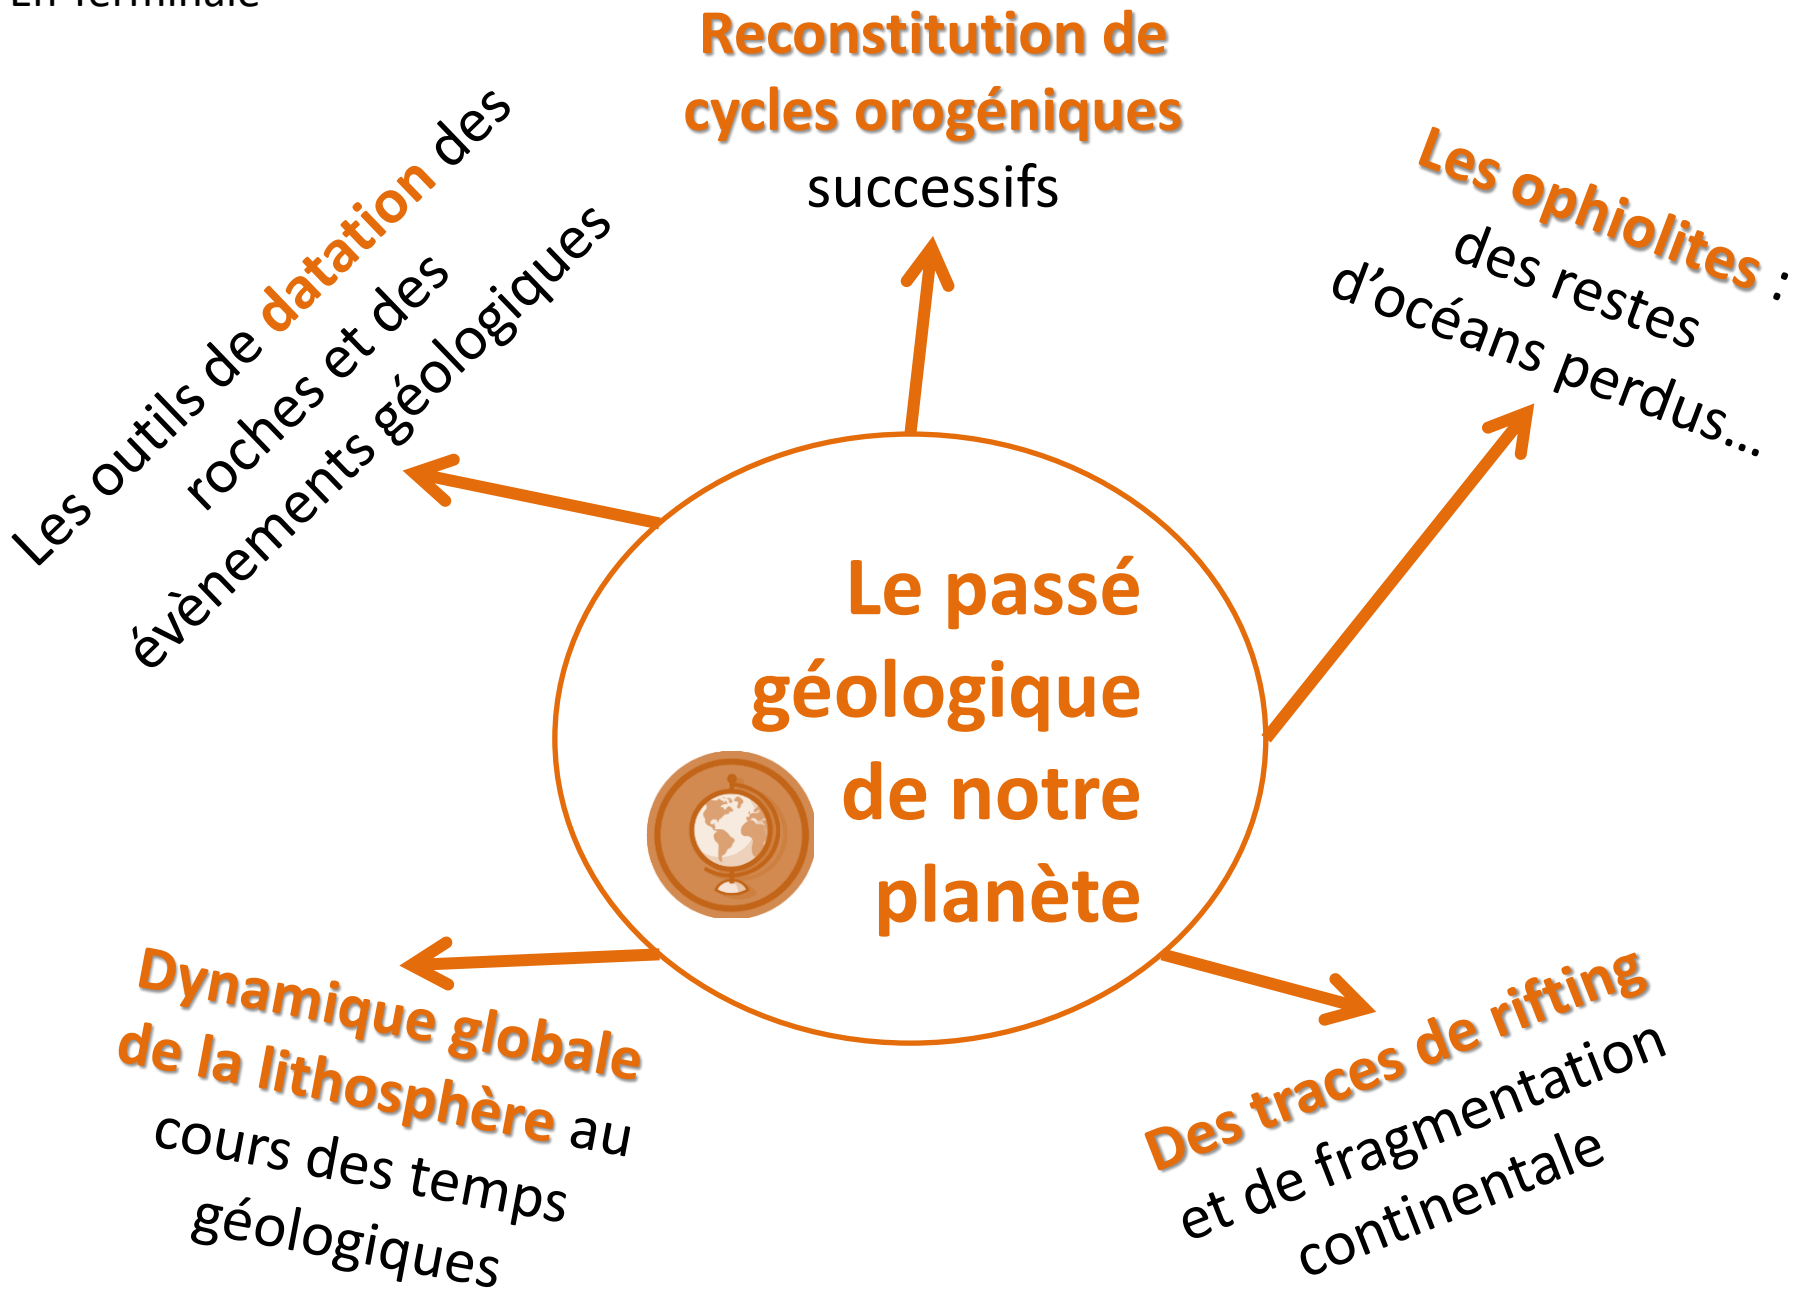 En Terminale
Reconstitution de
cycles orogéniques
successifs
Les outils de datation des
roches et des
évènements géologiques
Les ophiolites :
des restes
d’océans perdus...
Le passé
géologique
de notre
planète
Dynamique globale
de la lithosphère au
cours des temps
géologiques
Des traces de rifting
et de fragmentation
continentale